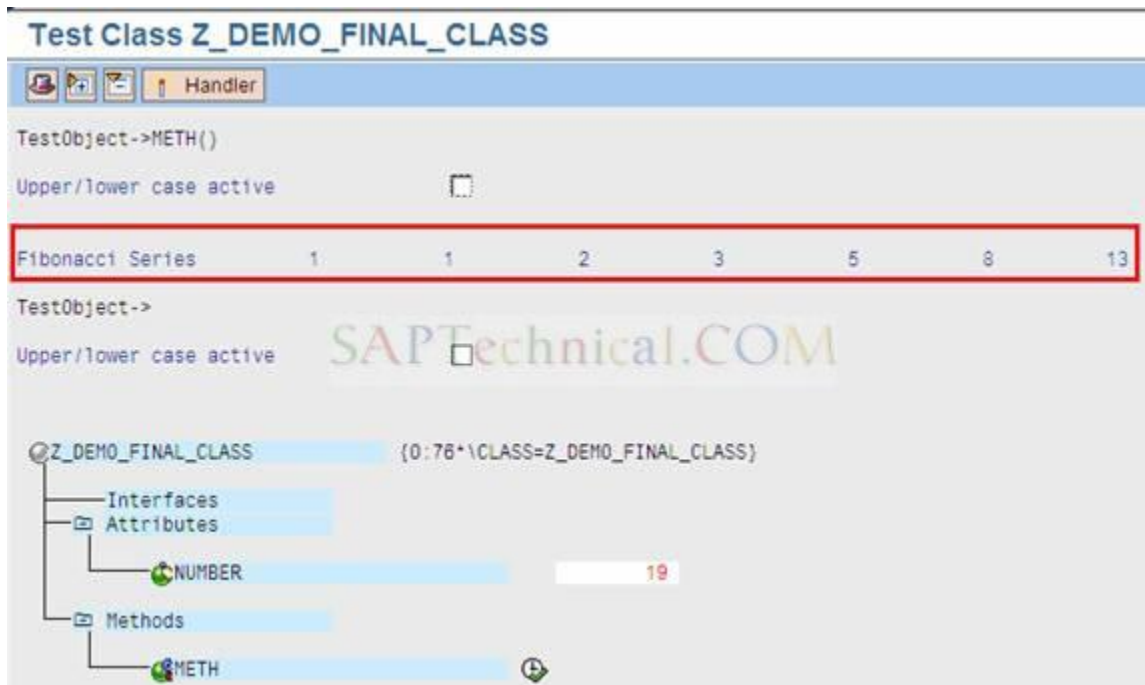 Test Class Z_DEMO_FINAL_CLASS
Handler
TestObject->METH()
Upper/lower case active
Fibonacci Series 1 1 2 3 5 8 13
TestObject->
Upper/lower case active
SAPTechnical.COM
Z_DEMO_FINAL_CLASS {0:76*\CLASS=Z_DEMO_FINAL_CLASS}
Interfaces
Attributes
NUMBER 19
Methods
METH